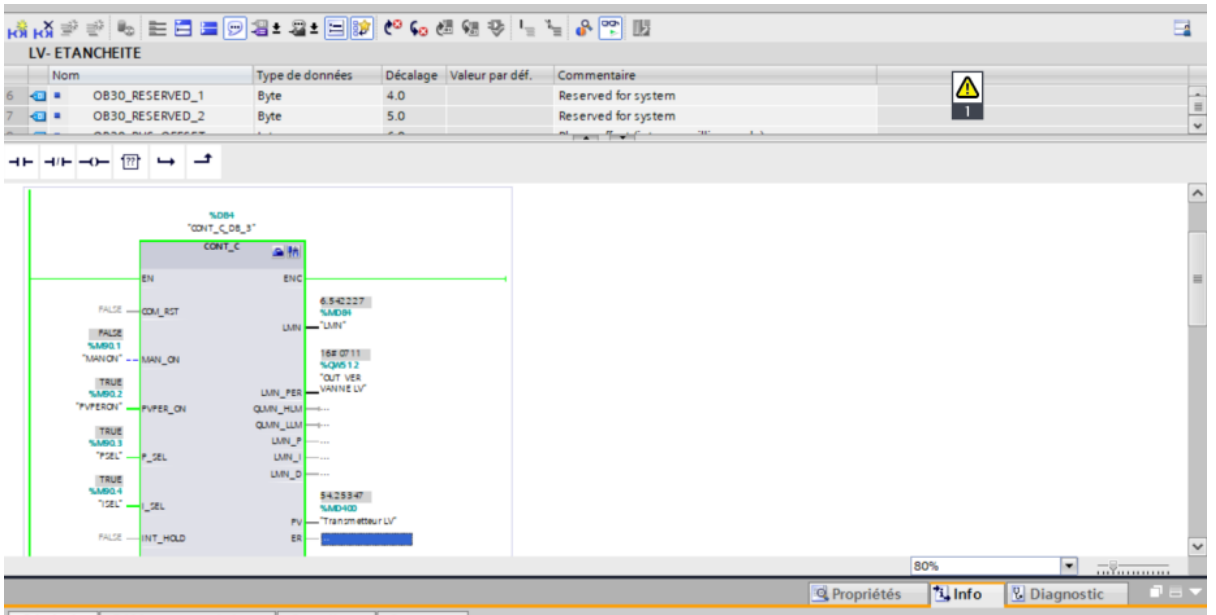 LV- ETANCHEITE
Nom Type de données Décalage Valeur par déf. Commentaire
6 OB30_RESERVED_1 Byte 4.0 Reserved for system
7 OB30_RESERVED_2 Byte 5.0 Reserved for system
1
??
%DB4
"CONT_C_DB_3"
CONT_C
EN ENO
FALSE COM_RST
6.542227
%MD84
LMN "LMN"
FALSE
%M90.1
"MANON" MAN_ON
16#0711
%QW512
"OUT VER
LMN_PER VANNE LV"
TRUE
%M90.2
"PVPERON" PVPER_ON
QLMN_HLM ...
QLMN_LLM ...
TRUE
%M90.3
"PSEL" P_SEL
LMN_P ...
LMN_I ...
LMN_D ...
TRUE
%M90.4
"ISEL" I_SEL
54.25347
%MD400
PV "Transmetteur LV"
FALSE INT_HOLD
ER
80%
Propriétés Info Diagnostic